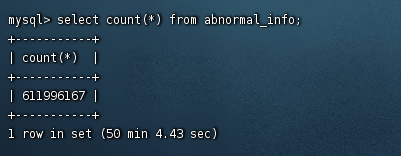 mysql> select count(*) from abnormal_info;
+-----------+
| count(*)  |
+-----------+
| 611996167 |
+-----------+
1 row in set (50 min 4.43 sec)